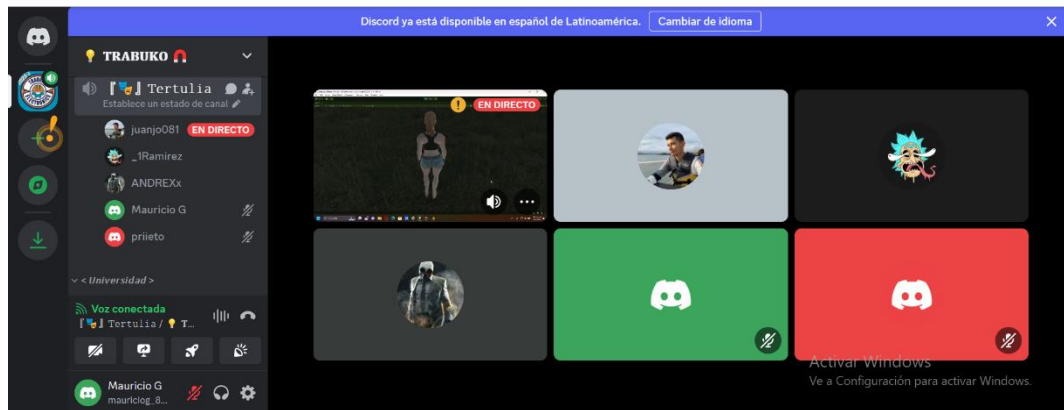 Discord ya está disponible en español de Latinoamérica. Cambiar de idioma
💡 TRABUKO 🧲
『🎭』Tertulia
Establece un estado de canal
juanjo081 EN DIRECTO
_1Ramirez
ANDREXx
Mauricio G
priieto
< Universidad >
Voz conectada
『🎭』Tertulia / 💡 T...
Mauricio G
mauriciog_8...
EN DIRECTO
Activar Windows
Ve a Configuración para activar Windows.